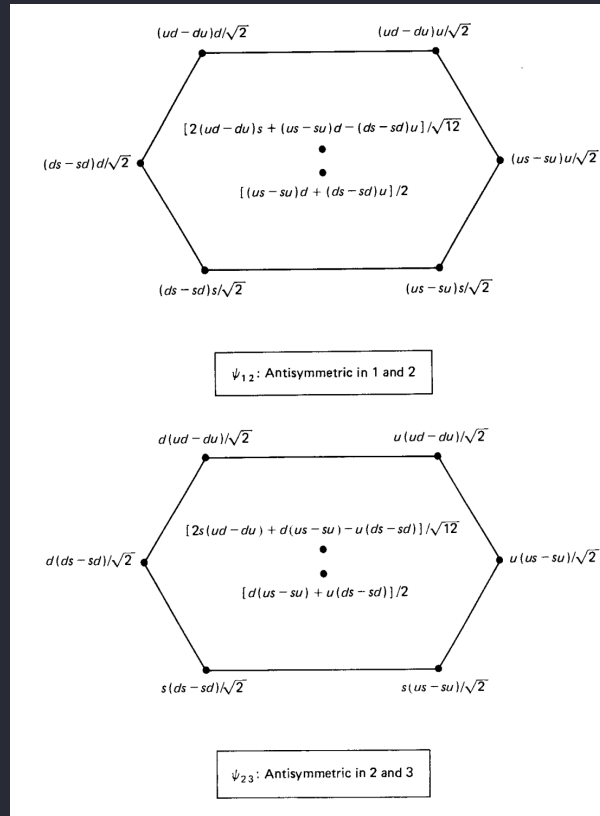 (ud − du)d/√2 (ud − du)u/√2
[2(ud − du)s + (us − su)d − (ds − sd)u]/√12
(ds − sd)d/√2 (us − su)u/√2
[(us − su)d + (ds − sd)u]/2
(ds − sd)s/√2 (us − su)s/√2
ψ₁₂: Antisymmetric in 1 and 2
d(ud − du)/√2 u(ud − du)/√2
[2s(ud − du) + d(us − su) − u(ds − sd)]/√12
d(ds − sd)/√2 u(us − su)/√2
[d(us − su) + u(ds − sd)]/2
s(ds − sd)/√2 s(us − su)/√2
ψ₂₃: Antisymmetric in 2 and 3